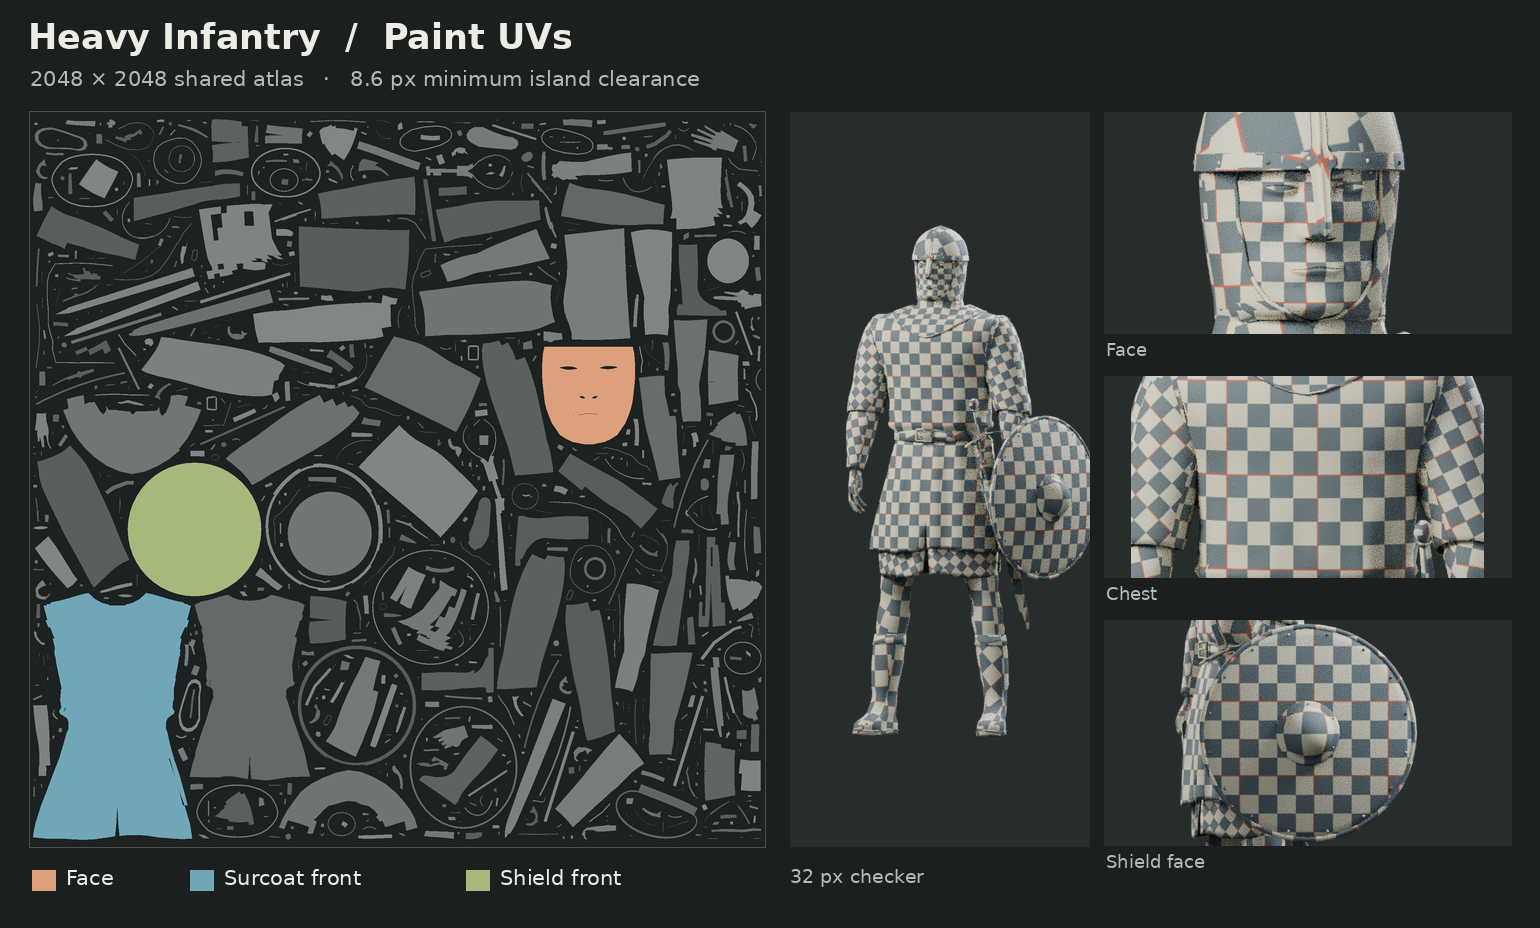 Heavy Infantry / Paint UVs
2048 × 2048 shared atlas · 8.6 px minimum island clearance
Face
Chest
Shield face
32 px checker
Face
Surcoat front
Shield front